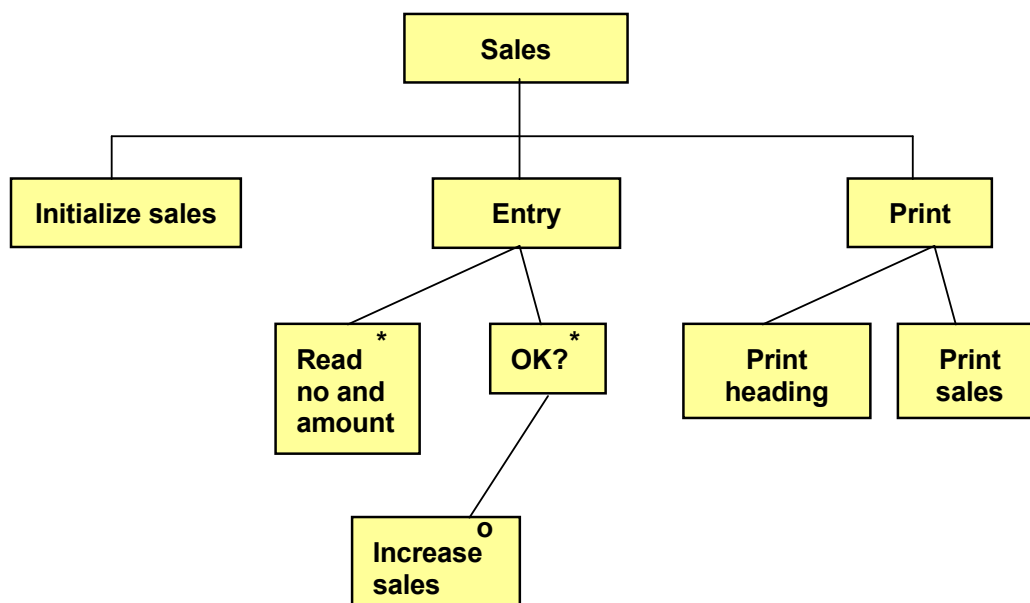 Sales
Initialize sales
Entry
Print
Read *
no and
amount
OK? *
Print
heading
Print
sales
Increase o
sales